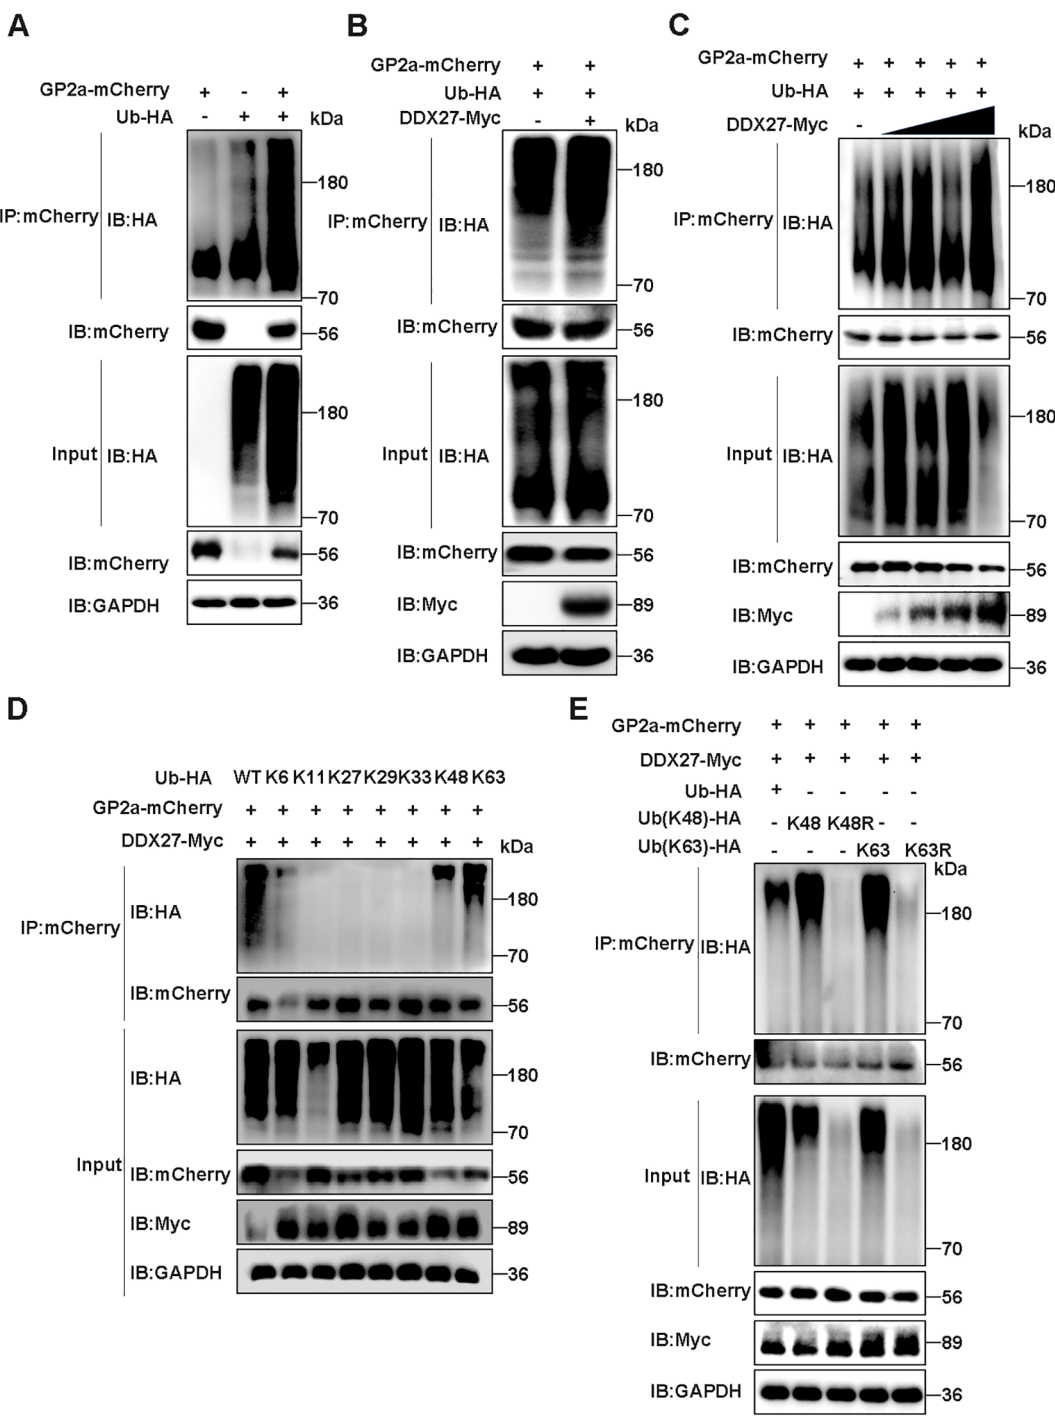 A
GP2a-mCherry + - +
Ub-HA - + + kDa
IP:mCherry IB:HA 180
70
IB:mCherry 56
Input IB:HA 180
70
IB:mCherry 56
IB:GAPDH 36
B
GP2a-mCherry + +
Ub-HA + +
DDX27-Myc - + kDa
IP:mCherry IB:HA 180
70
IB:mCherry 56
Input IB:HA 180
70
IB:mCherry 56
IB:Myc 89
IB:GAPDH 36
C
GP2a-mCherry + + + + +
Ub-HA + + + + +
DDX27-Myc - kDa
IP:mCherry IB:HA 180
70
IB:mCherry 56
Input IB:HA 180
70
IB:mCherry 56
IB:Myc 89
IB:GAPDH 36
D
Ub-HA WT K6 K11 K27 K29 K33 K48 K63
GP2a-mCherry + + + + + + + +
DDX27-Myc + + + + + + + + kDa
IP:mCherry IB:HA 180
70
IB:mCherry 56
Input IB:HA 180
70
IB:mCherry 56
IB:Myc 89
IB:GAPDH 36
E
GP2a-mCherry + + + + +
DDX27-Myc + + + + +
Ub-HA + - - - -
Ub(K48)-HA - K48 K48R - -
Ub(K63)-HA - - - K63 K63R
kDa
IP:mCherry IB:HA 180
70
IB:mCherry 56
Input IB:HA 180
70
IB:mCherry 56
IB:Myc 89
IB:GAPDH 36